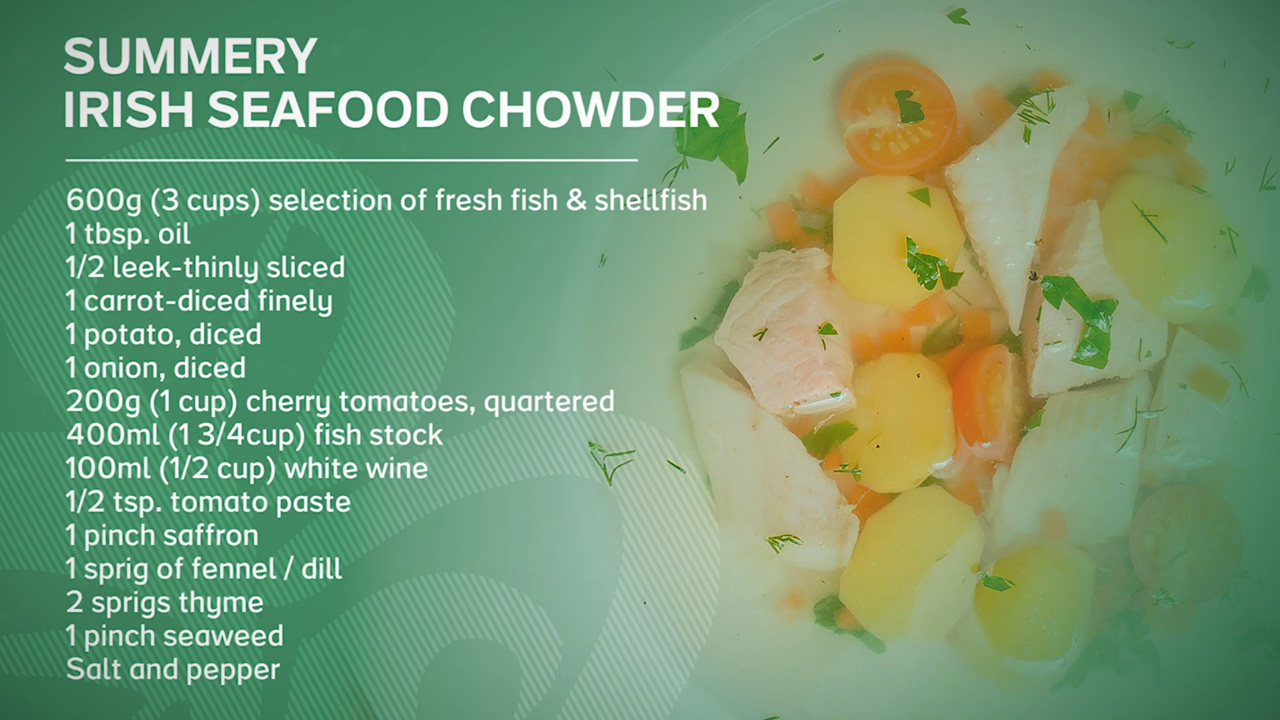 SUMMERY
IRISH SEAFOOD CHOWDER
600g (3 cups) selection of fresh fish & shellfish
1 tbsp. oil
1/2 leek-thinly sliced
1 carrot-diced finely
1 potato, diced
1 onion, diced
200g (1 cup) cherry tomatoes, quartered
400ml (1 3/4cup) fish stock
100ml (1/2 cup) white wine
1/2 tsp. tomato paste
1 pinch saffron
1 sprig of fennel / dill
2 sprigs thyme
1 pinch seaweed
Salt and pepper